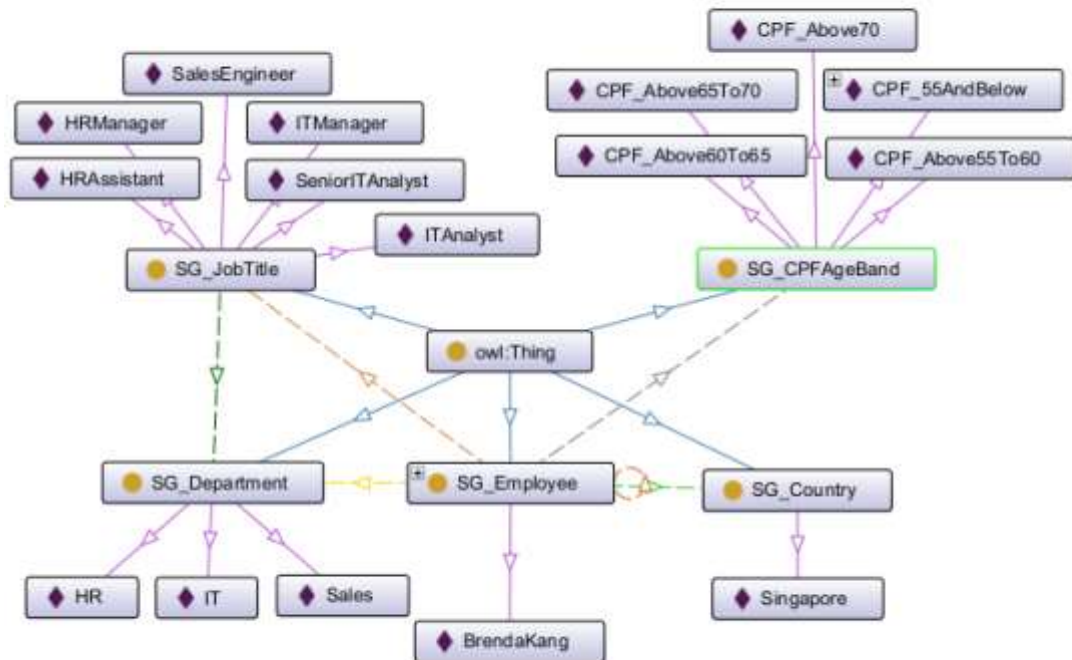 CPF_Above70
SalesEngineer
CPF_Above65To70
CPF_55AndBelow
HRManager
ITManager
CPF_Above60To65
CPF_Above55To60
HRAssistant
SeniorITAnalyst
ITAnalyst
SG_JobTitle
SG_CPFAgeBand
owl:Thing
SG_Department
SG_Employee
SG_Country
HR
IT
Sales
Singapore
BrendaKang